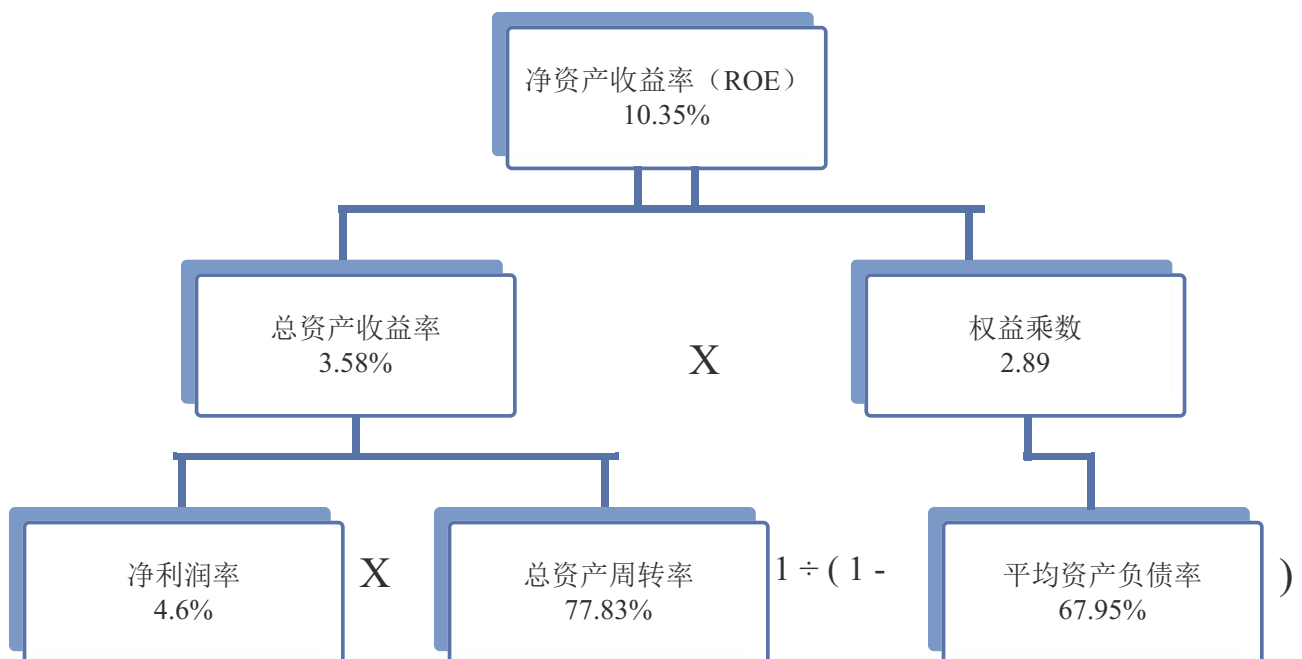 净资产收益率（ROE）
10.35%
总资产收益率
3.58%
X
权益乘数
2.89
净利润率
4.6%
X
总资产周转率
77.83%
1 ÷ ( 1 -
平均资产负债率
67.95%
)